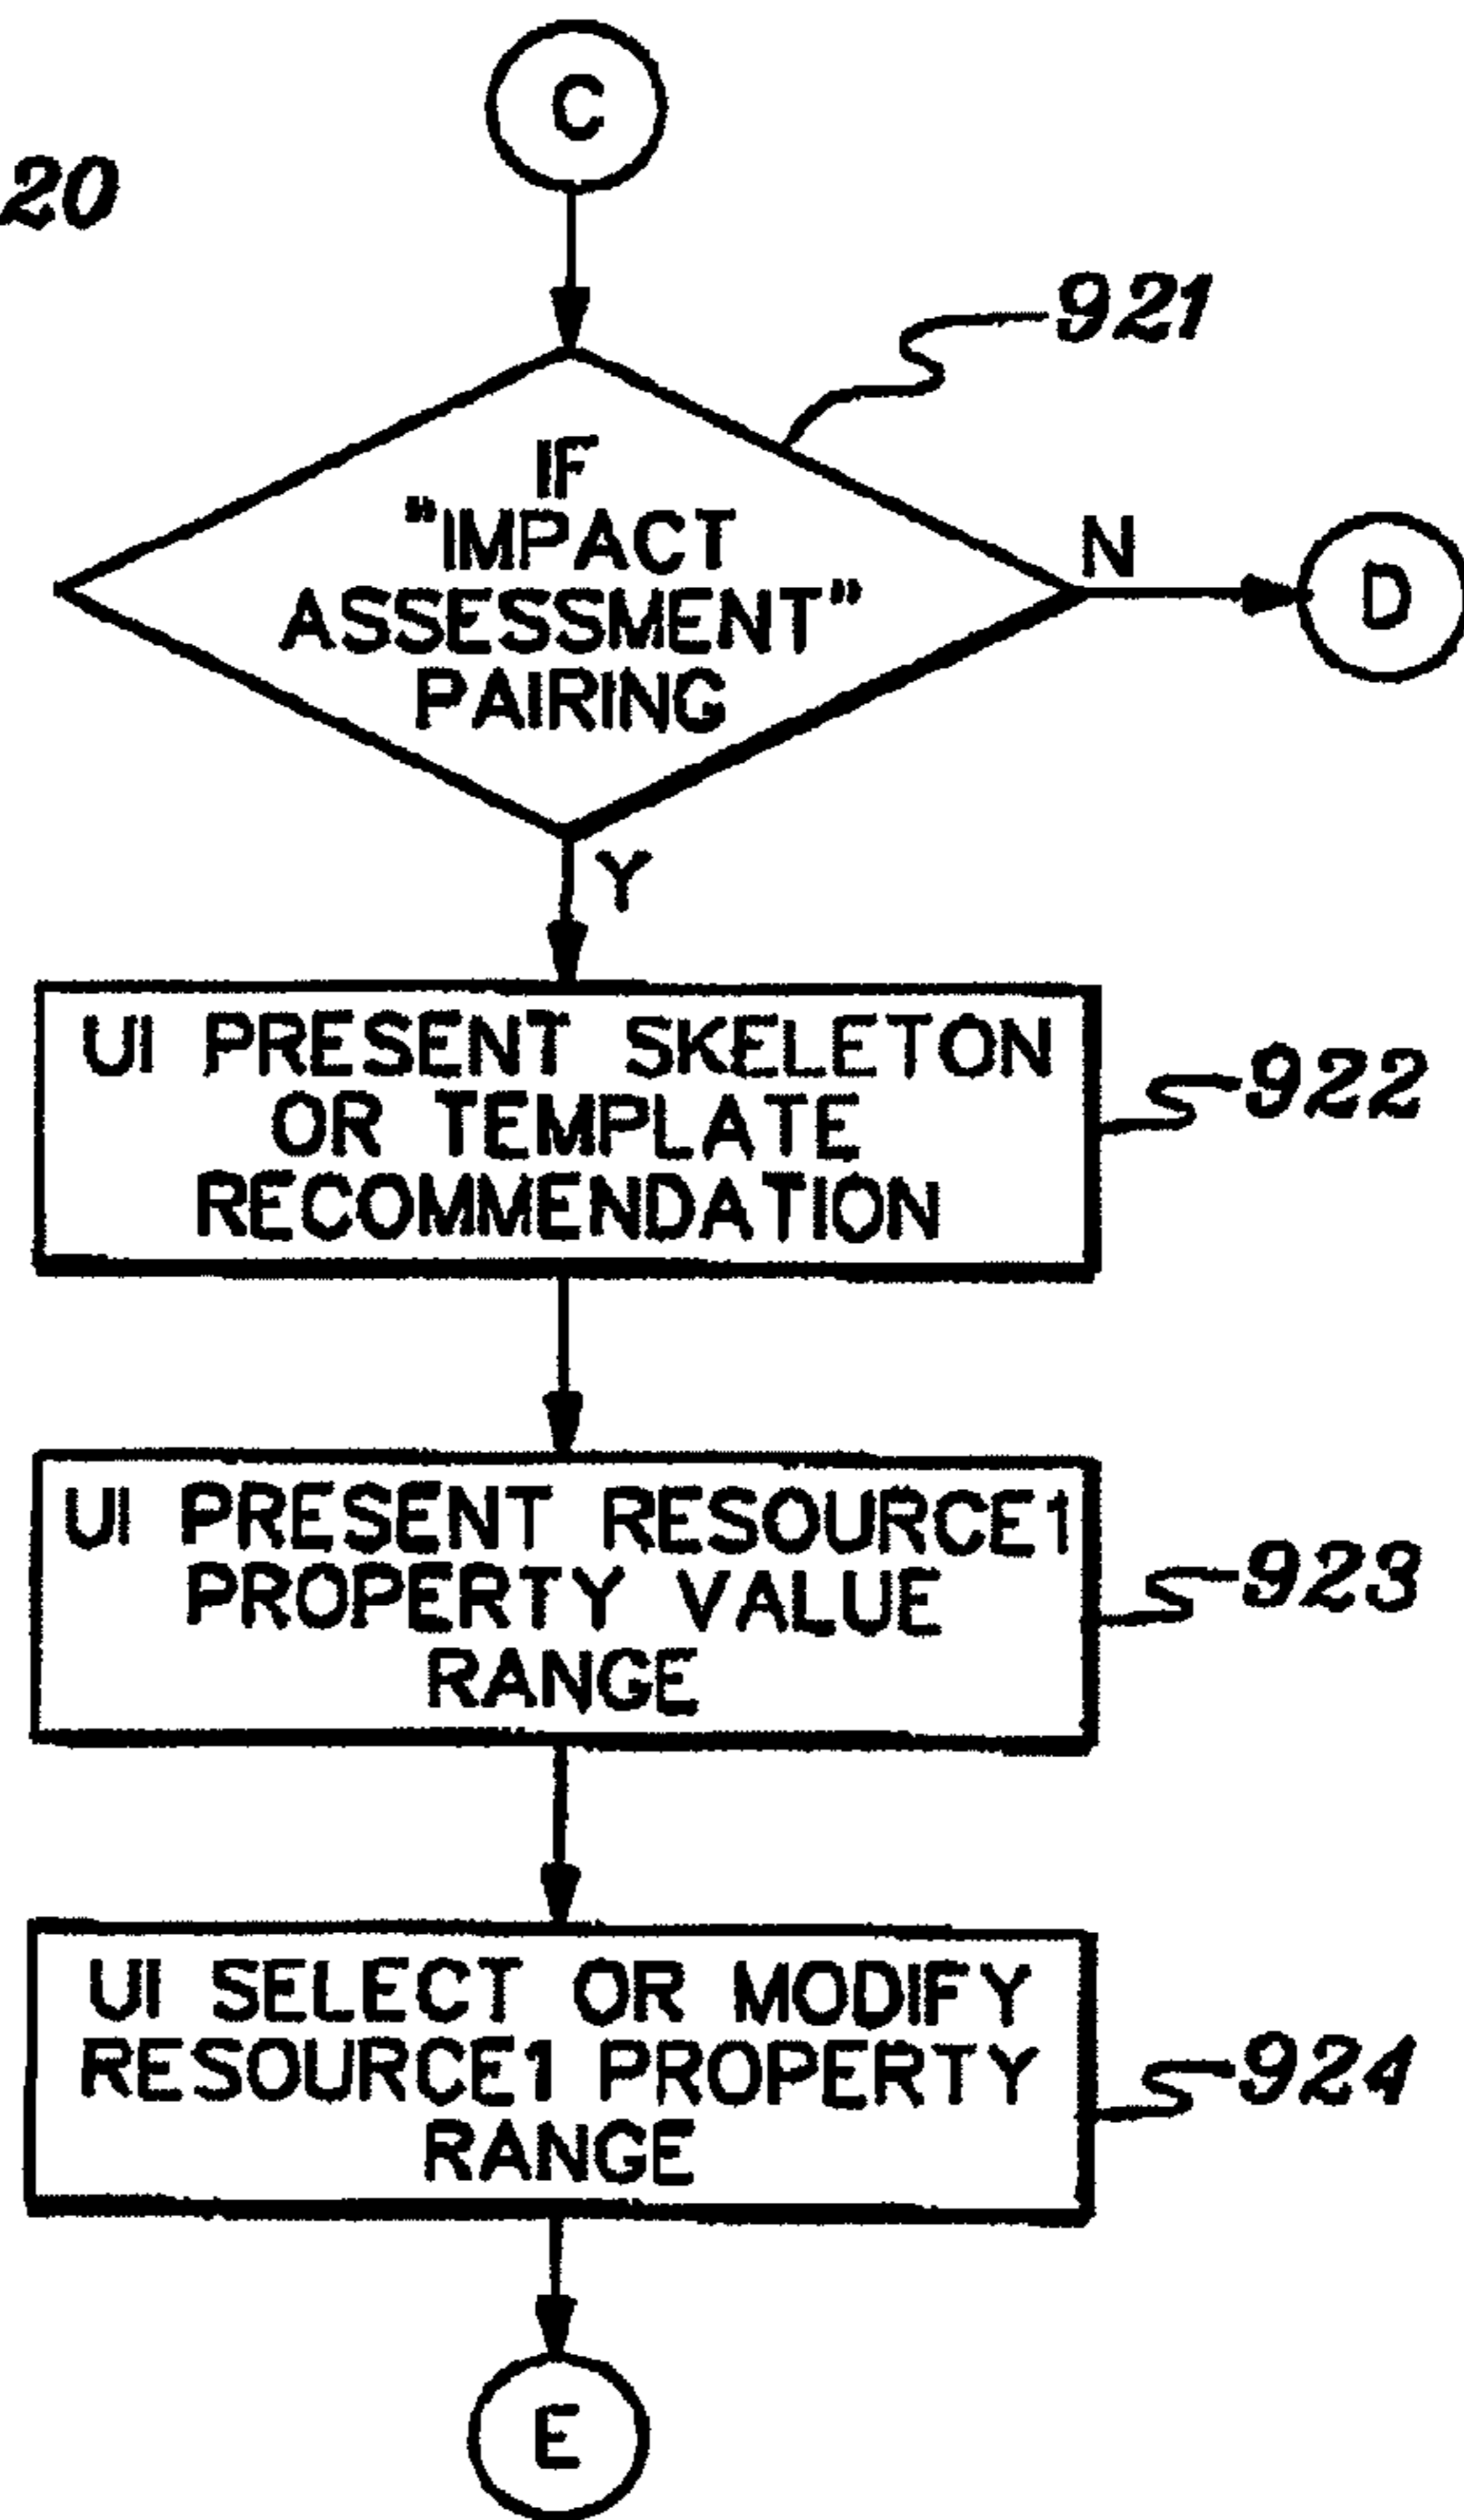 C
20
921
IF
"IMPACT
ASSESSMENT"
PAIRING
N
D
Y
UI PRESENT SKELETON
OR TEMPLATE
RECOMMENDATION
922
UI PRESENT RESOURCE1
PROPERTY VALUE
RANGE
923
UI SELECT OR MODIFY
RESOURCE1 PROPERTY
RANGE
924
E